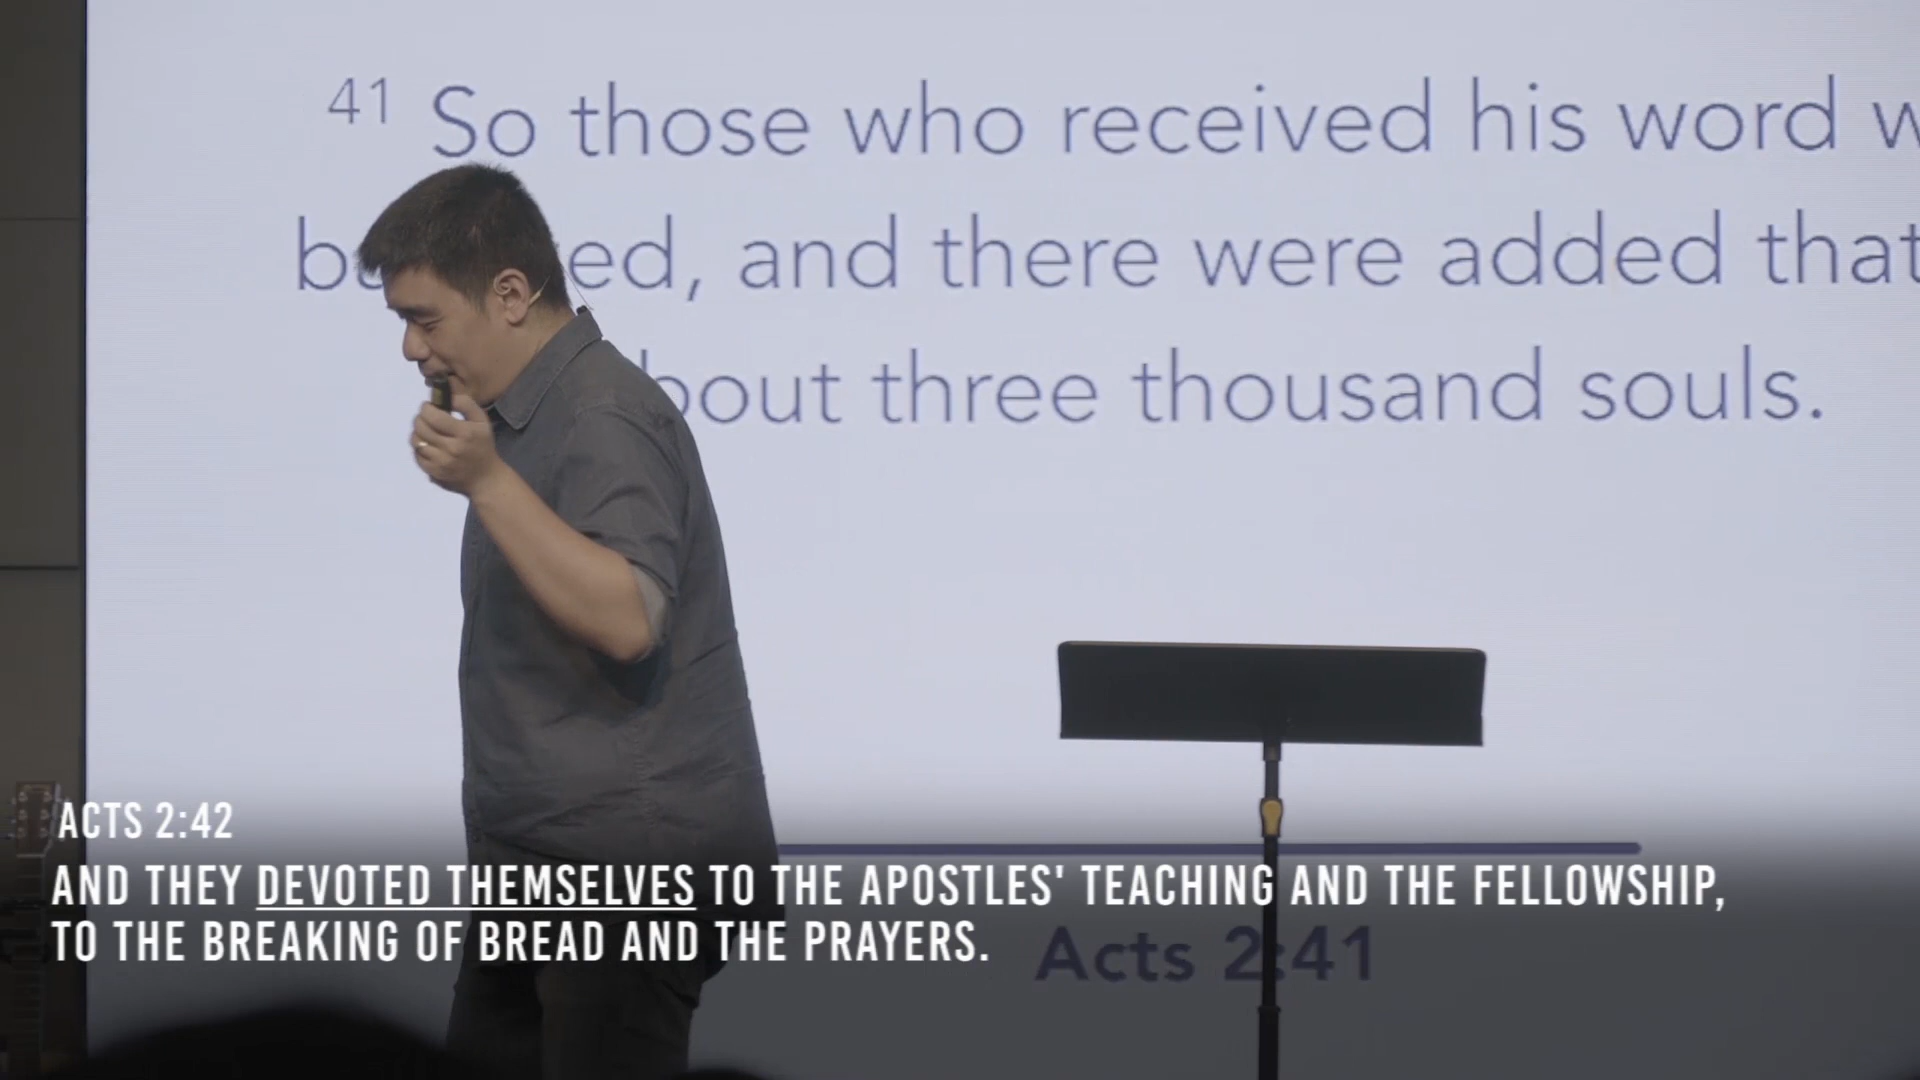 41 So those who received his word
and there were added that
three thousand souls.
ACTS 2:42
AND THEY DEVOTED THEMSELVES TO THE APOSTLES' TEACHING AND THE FELLOWSHIP,
TO THE BREAKING OF BREAD AND THE PRAYERS.
Acts 2:41